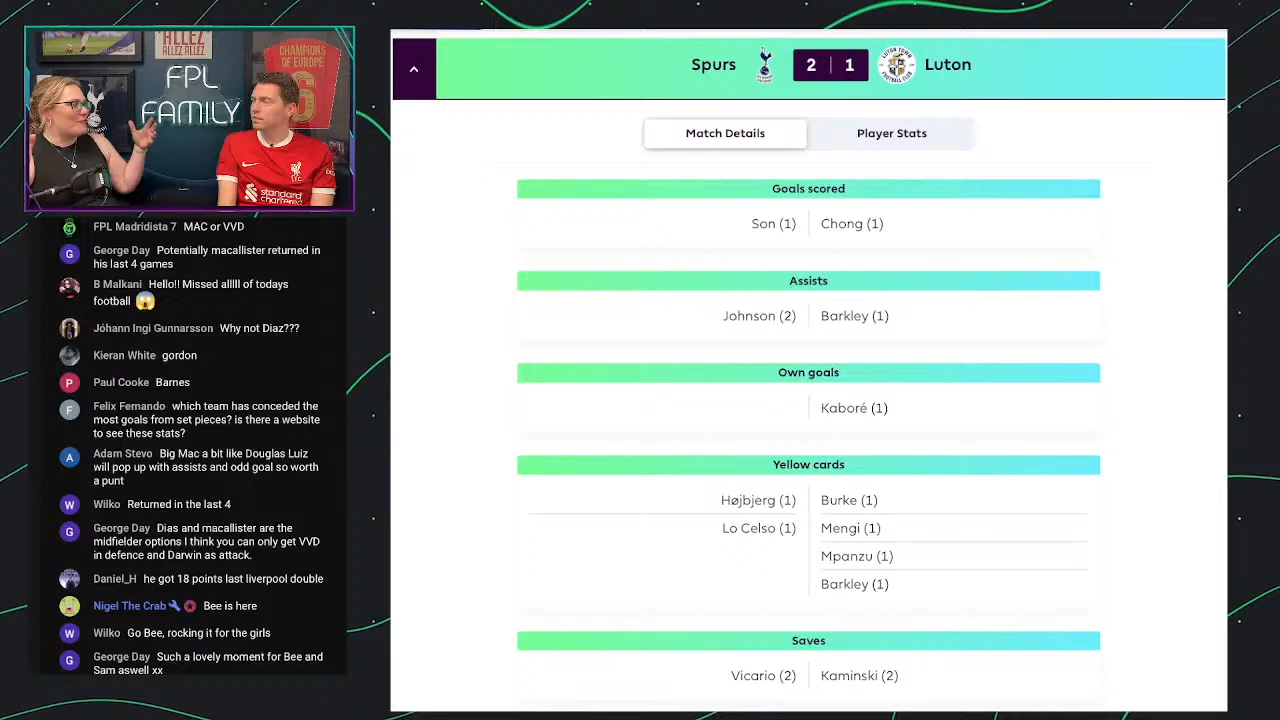 ALLEZ
ALLEZ ALLEZ
CHAMPIONS
OF EUROPE
6
FPL
FAMILY
standard
chartered
FPL Madridista 7 MAC or VVD
George Day Potentially macallister returned in
his last 4 games
B Malkani Hello!! Missed alllll of todays
football 😱
Jóhann Ingi Gunnarsson Why not Diaz???
Kieran White gordon
Paul Cooke Barnes
Felix Fernando which team has conceded the
most goals from set pieces? is there a website
to see these stats?
Adam Stevo Big Mac a bit like Douglas Luiz
will pop up with assists and odd goal so worth
a punt
Wilko Returned in the last 4
George Day Dias and macallister are the
midfielder options I think you can only get VVD
in defence and Darwin as attack.
Daniel_H he got 18 points last liverpool double
Nigel The Crab Bee is here
Wilko Go Bee, rocking it for the girls
George Day Such a lovely moment for Bee and
Sam aswell xx
Spurs 2 | 1 Luton
Match Details Player Stats
Goals scored
Son (1) Chong (1)
Assists
Johnson (2) Barkley (1)
Own goals
Kaboré (1)
Yellow cards
Højbjerg (1) Burke (1)
Lo Celso (1) Mengi (1)
Mpanzu (1)
Barkley (1)
Saves
Vicario (2) Kaminski (2)